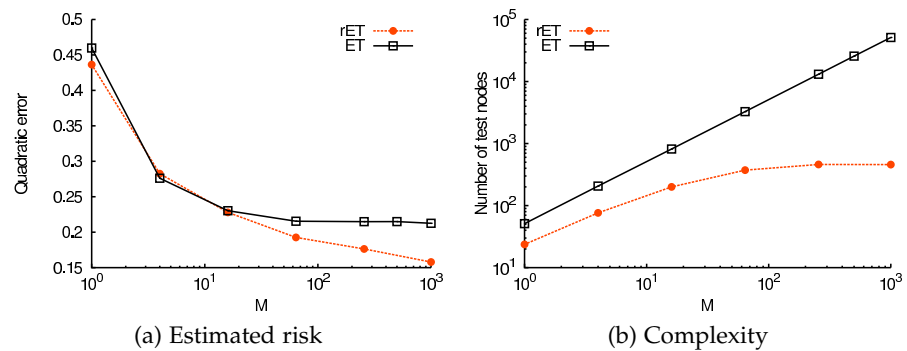 0.5
0.45
0.4
0.35
0.3
0.25
0.2
0.15
Quadratic error
10^0
10^1
10^2
10^3
M
rET
ET
(a) Estimated risk
10^5
10^4
10^3
10^2
10^1
Number of test nodes
10^0
10^1
10^2
10^3
M
rET
ET
(b) Complexity